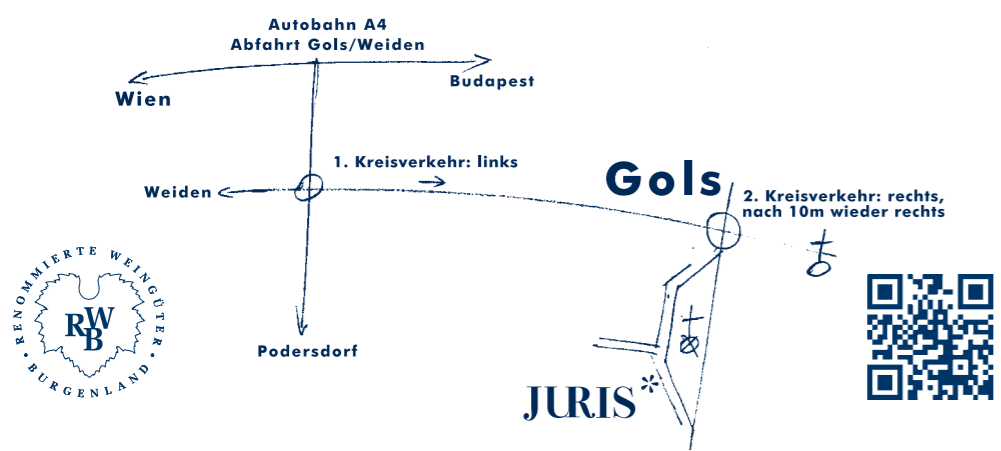 Autobahn A4
Abfahrt Gols/Weiden
Budapest
Wien
1. Kreisverkehr: links
Gols
Weiden
2. Kreisverkehr: rechts,
nach 10m wieder rechts
RENOMMIERTE WEINGÜTER
RWB
• BURGENLAND •
Podersdorf
JURIS*